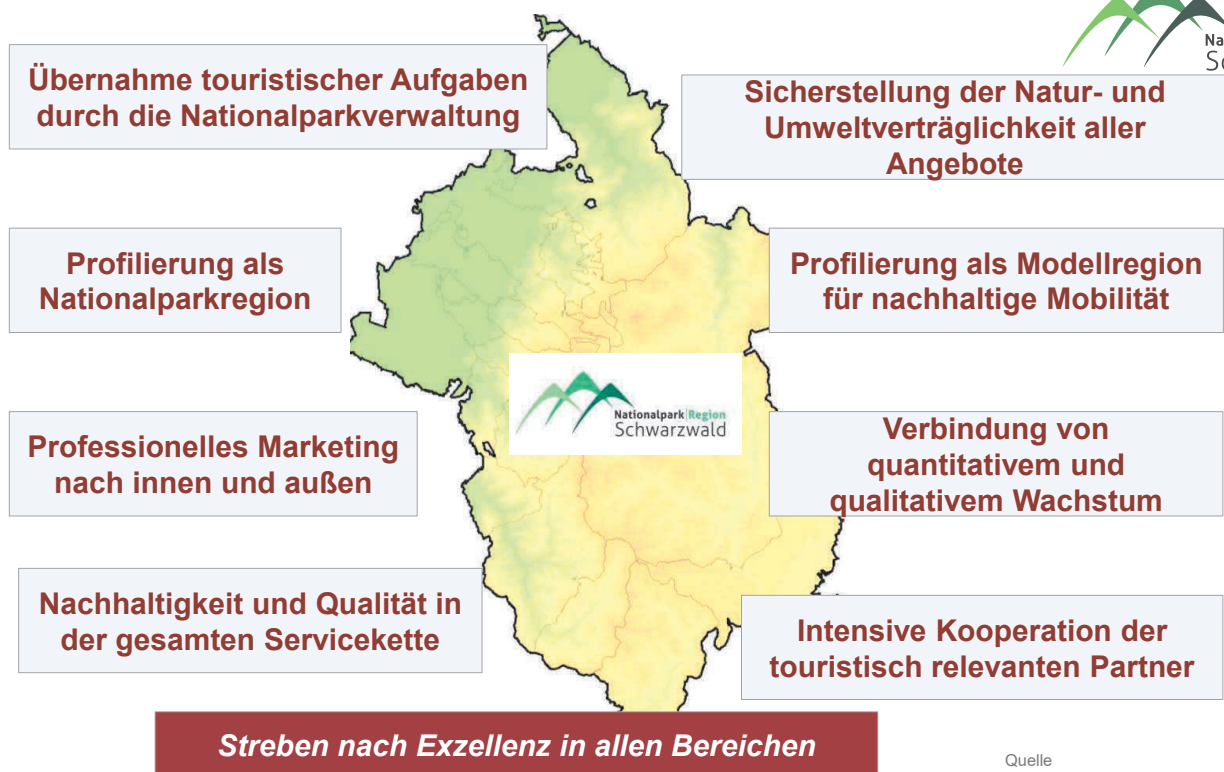 Übernahme touristischer Aufgaben
durch die Nationalparkverwaltung
Sicherstellung der Natur- und
Umweltverträglichkeit aller
Angebote
Profilierung als
Nationalparkregion
Profilierung als Modellregion
für nachhaltige Mobilität
Nationalpark|Region
Schwarzwald
Professionelles Marketing
nach innen und außen
Verbindung von
quantitativem und
qualitativem Wachstum
Nachhaltigkeit und Qualität in
der gesamten Servicekette
Intensive Kooperation der
touristisch relevanten Partner
Streben nach Exzellenz in allen Bereichen
Quelle